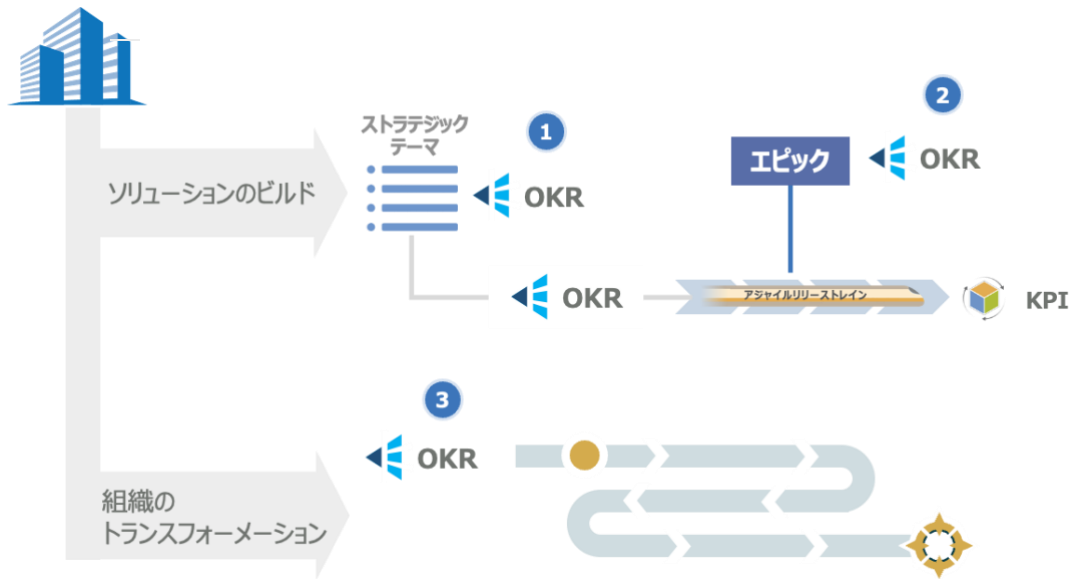 ストラテジック
テーマ
1
2
エピック
OKR
ソリューションのビルド
OKR
OKR
アジャイルリリーストレイン
KPI
3
OKR
組織の
トランスフォーメーション